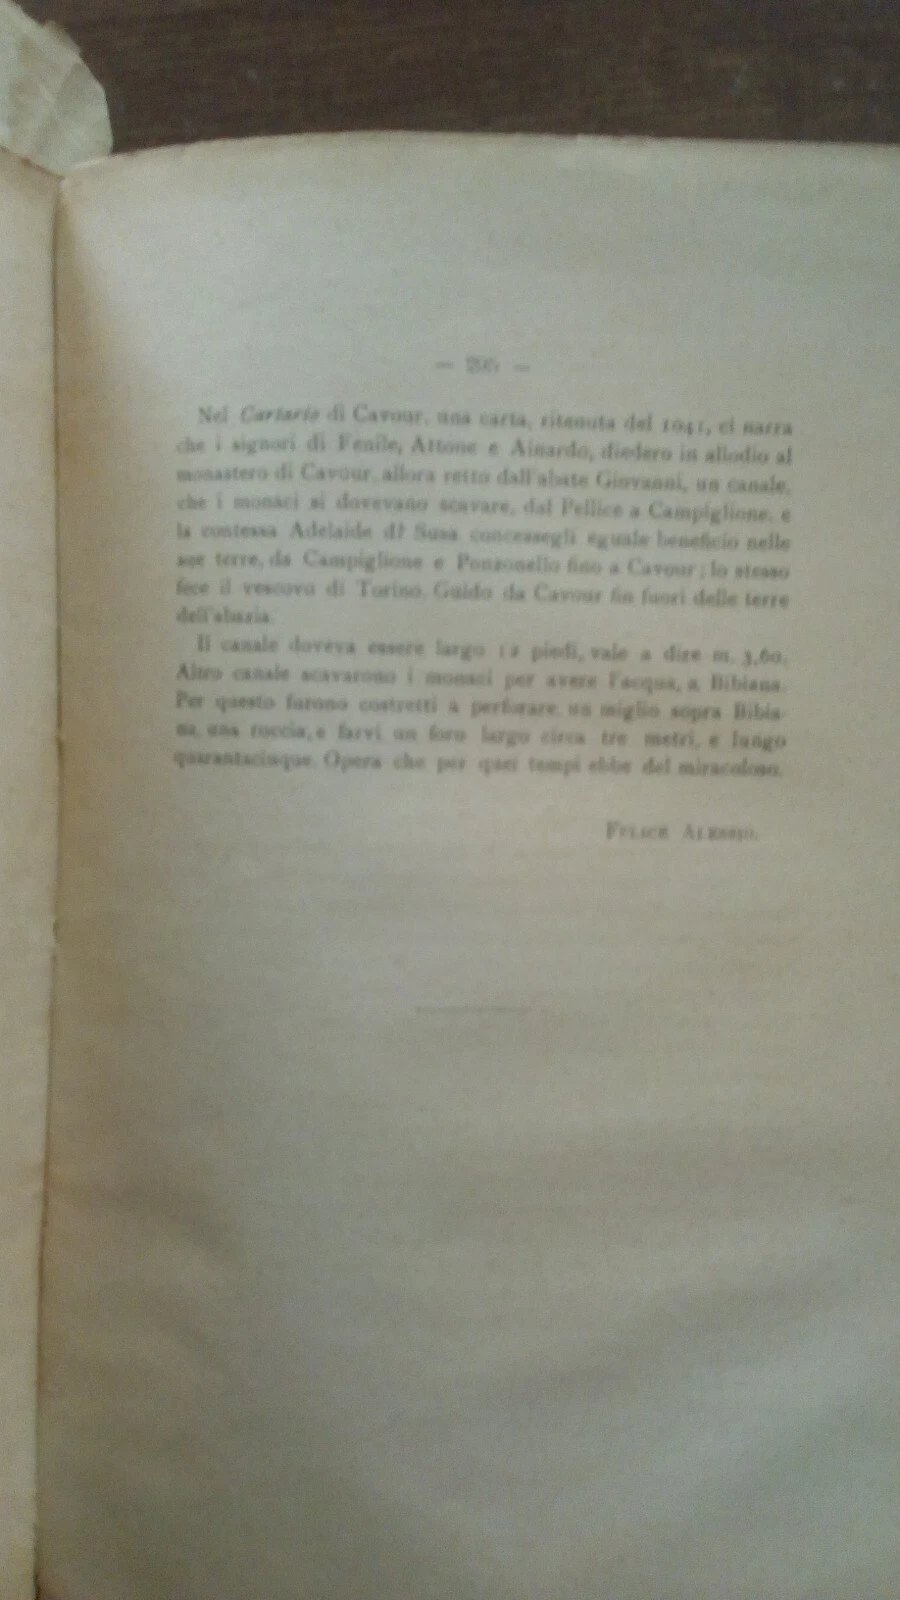 Nel Cartario di Cavour, una carta, ritenuta del 1041, ci narra
che i signori di Fenile, Attone e Ainardo, diedero in allodio al
monastero di Cavour, allora retto dall'abate Giovanni, un canale,
che i monaci si dovevano scavare, dal Pellice a Campiglione, e
la contessa Adelaide di Susa concessegli eguale beneficio nelle
sue terre, da Campiglione e Ponzonello fino a Cavour; lo stesso
fece il vescovo di Torino, Guido da Cavour fin fuori delle terre
dell'abazia.
Il canale doveva essere largo 12 piedi, vale a dire m. 3,60.
Altro canale scavarono i monaci per avere l'acqua, a Bibiana.
Per questo furono costretti a perforare, un miglio sopra Bibia-
na, una roccia, e farvi un foro largo circa tre metri, e lungo
quarantacinque. Opera che per quei tempi ebbe del miracoloso.
FELICE ALESSIO.